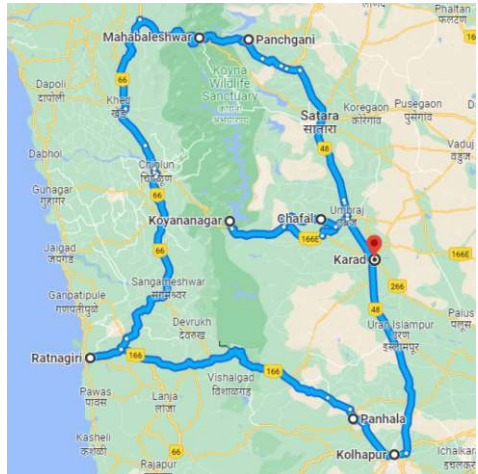 Phaltan
फलटण
Mahabaleshwar
Panchgani
Koyna
Wildlife
Sanctuary
कोयना
Dapoli
दापोली
66
Khed
खेड
Koregaon
कोरेगाव
Pusegaon
पुसेगाव
Satara
सातारा
Dabhol
48
Vaduj
वडूज
Chiplun
चिपळूण
Guhagar
गुहागर
66
Koyananagar
Chafal
Umbraj
166E
Jaigad
जयगड
66
Karad
166E
Sangameshwar
संगमेश्वर
266
Ganpatipule
गणपतीपुळे
48
Palus
पलूस
Devrukh
देवरुख
Uran Islampur
इस्लामपूर
Ratnagiri
166
166
Pawas
पावस
Vishalgad
विशाळगड
Lanja
लांजा
Panhala
Kasheli
कशेळी
66
Kolhapur
Ichalkar
इचलकर
Rajapur